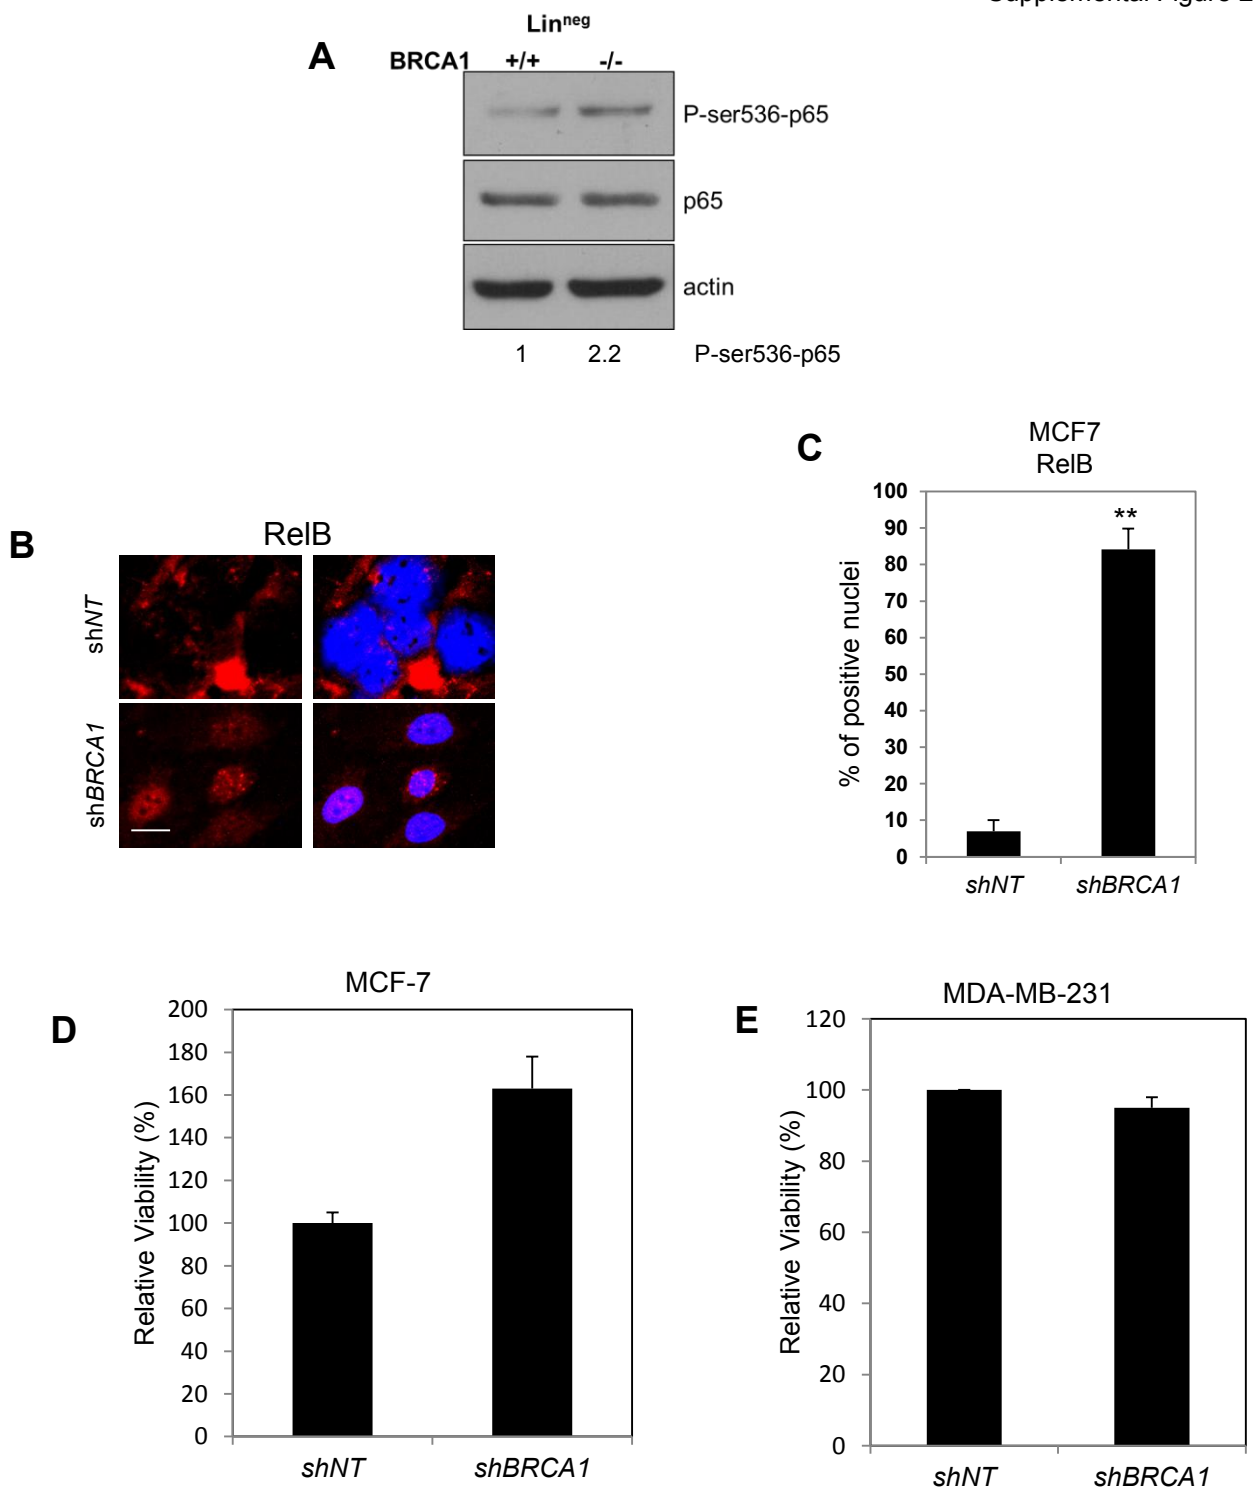 Supplemental Figure 2
Linneg
A
BRCA1 +/+ -/-
P-ser536-p65
p65
actin
1 2.2 P-ser536-p65
B
RelB
shNT
shBRCA1
C
MCF7
RelB
% of positive nuclei
100
90
80
70
60
50
40
30
20
10
0
**
shNT shBRCA1
D
MCF-7
Relative Viability (%)
200
180
160
140
120
100
80
60
40
20
0
shNT shBRCA1
E
MDA-MB-231
Relative Viability (%)
120
100
80
60
40
20
0
shNT shBRCA1